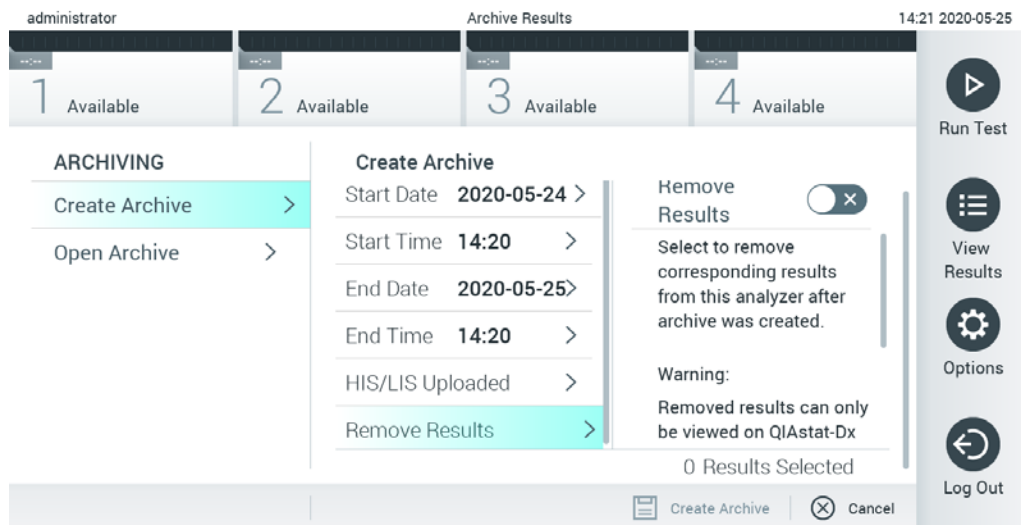 administrator
Archive Results
14:21 2020-05-25
--:--
1 Available
--:--
2 Available
--:--
3 Available
--:--
4 Available
ARCHIVING
Create Archive
Open Archive
Create Archive
Start Date 2020-05-24
Start Time 14:20
End Date 2020-05-25
End Time 14:20
HIS/LIS Uploaded
Remove Results
Remove
Results
Select to remove
corresponding results
from this analyzer after
archive was created.
Warning:
Removed results can only
be viewed on QIAstat-Dx
0 Results Selected
Create Archive
Cancel
Run Test
View
Results
Options
Log Out